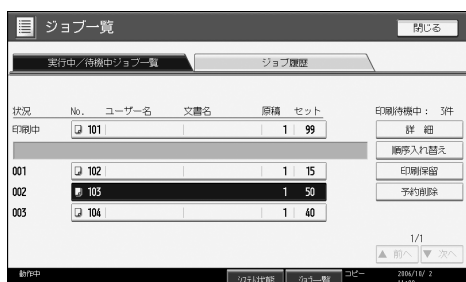 ジョブ一覧 閉じる
実行中／待機中ジョブ一覧 ジョブ履歴
状況 No. ユーザー名 文書名 原稿 セット 印刷待機中： 3件
印刷中 101 1 99 詳 細
順序入れ替え
001 102 1 15 印刷保留
002 103 1 50 予約削除
003 104 1 40
1/1
▲ 前へ ▼ 次へ
動作中 システム状態 ジョブ一覧 コピー 2006/10/ 2